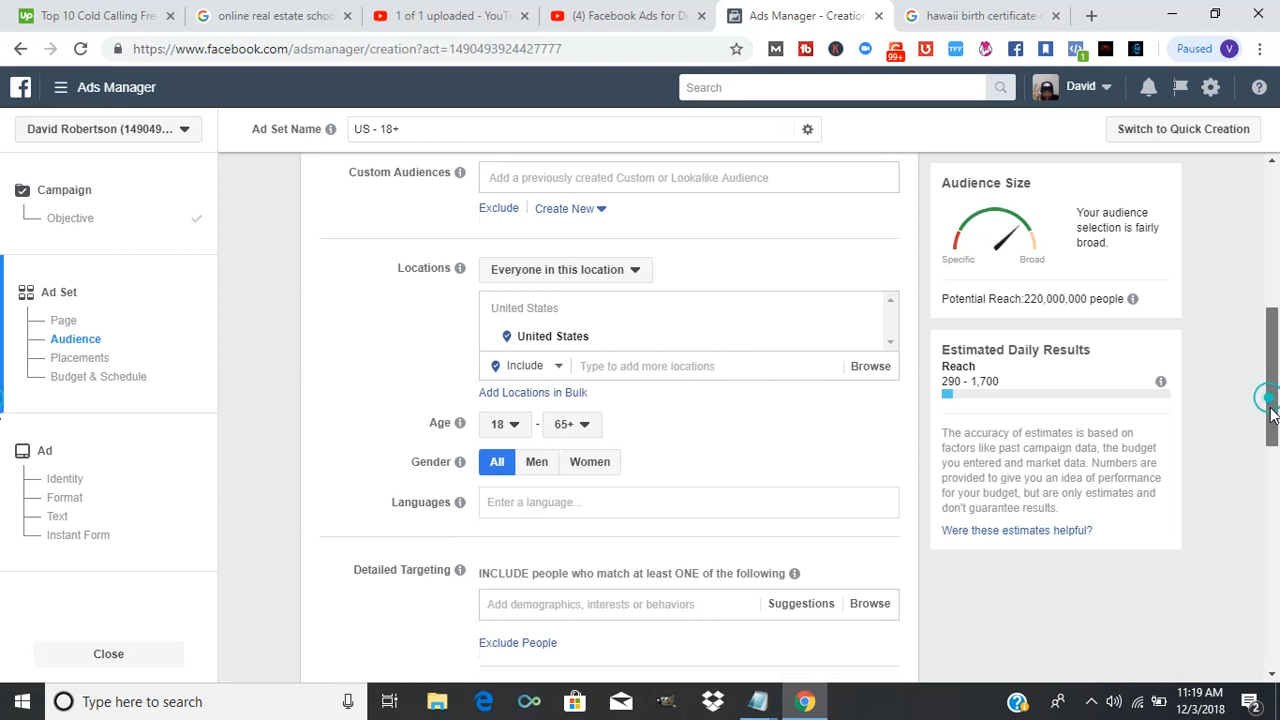 Top 10 Cold Calling Free
online real estate schoo
1 of 1 uploaded - YouTu
(4) Facebook Ads for De
Ads Manager - Creation
hawaii birth certificate o
https://www.facebook.com/adsmanager/creation?act=1490493924427777
99+
TFF
1
Paused
V
Ads Manager
Search
David
David Robertson (149049...
Ad Set Name
US - 18+
Switch to Quick Creation
Campaign
Objective
Ad Set
Page
Audience
Placements
Budget & Schedule
Ad
Identity
Format
Text
Instant Form
Close
Custom Audiences
Add a previously created Custom or Lookalike Audience
Exclude
Create New
Locations
Everyone in this location
United States
United States
Include
Type to add more locations
Browse
Add Locations in Bulk
Age
18
-
65+
Gender
All
Men
Women
Languages
Enter a language...
Detailed Targeting
INCLUDE people who match at least ONE of the following
Add demographics, interests or behaviors
Suggestions
Browse
Exclude People
Audience Size
Specific
Broad
Your audience
selection is fairly
broad.
Potential Reach:220,000,000 people
Estimated Daily Results
Reach
290 - 1,700
The accuracy of estimates is based on
factors like past campaign data, the budget
you entered and market data. Numbers are
provided to give you an idea of performance
for your budget, but are only estimates and
don't guarantee results.
Were these estimates helpful?
Type here to search
11:19 AM
12/3/2018
2